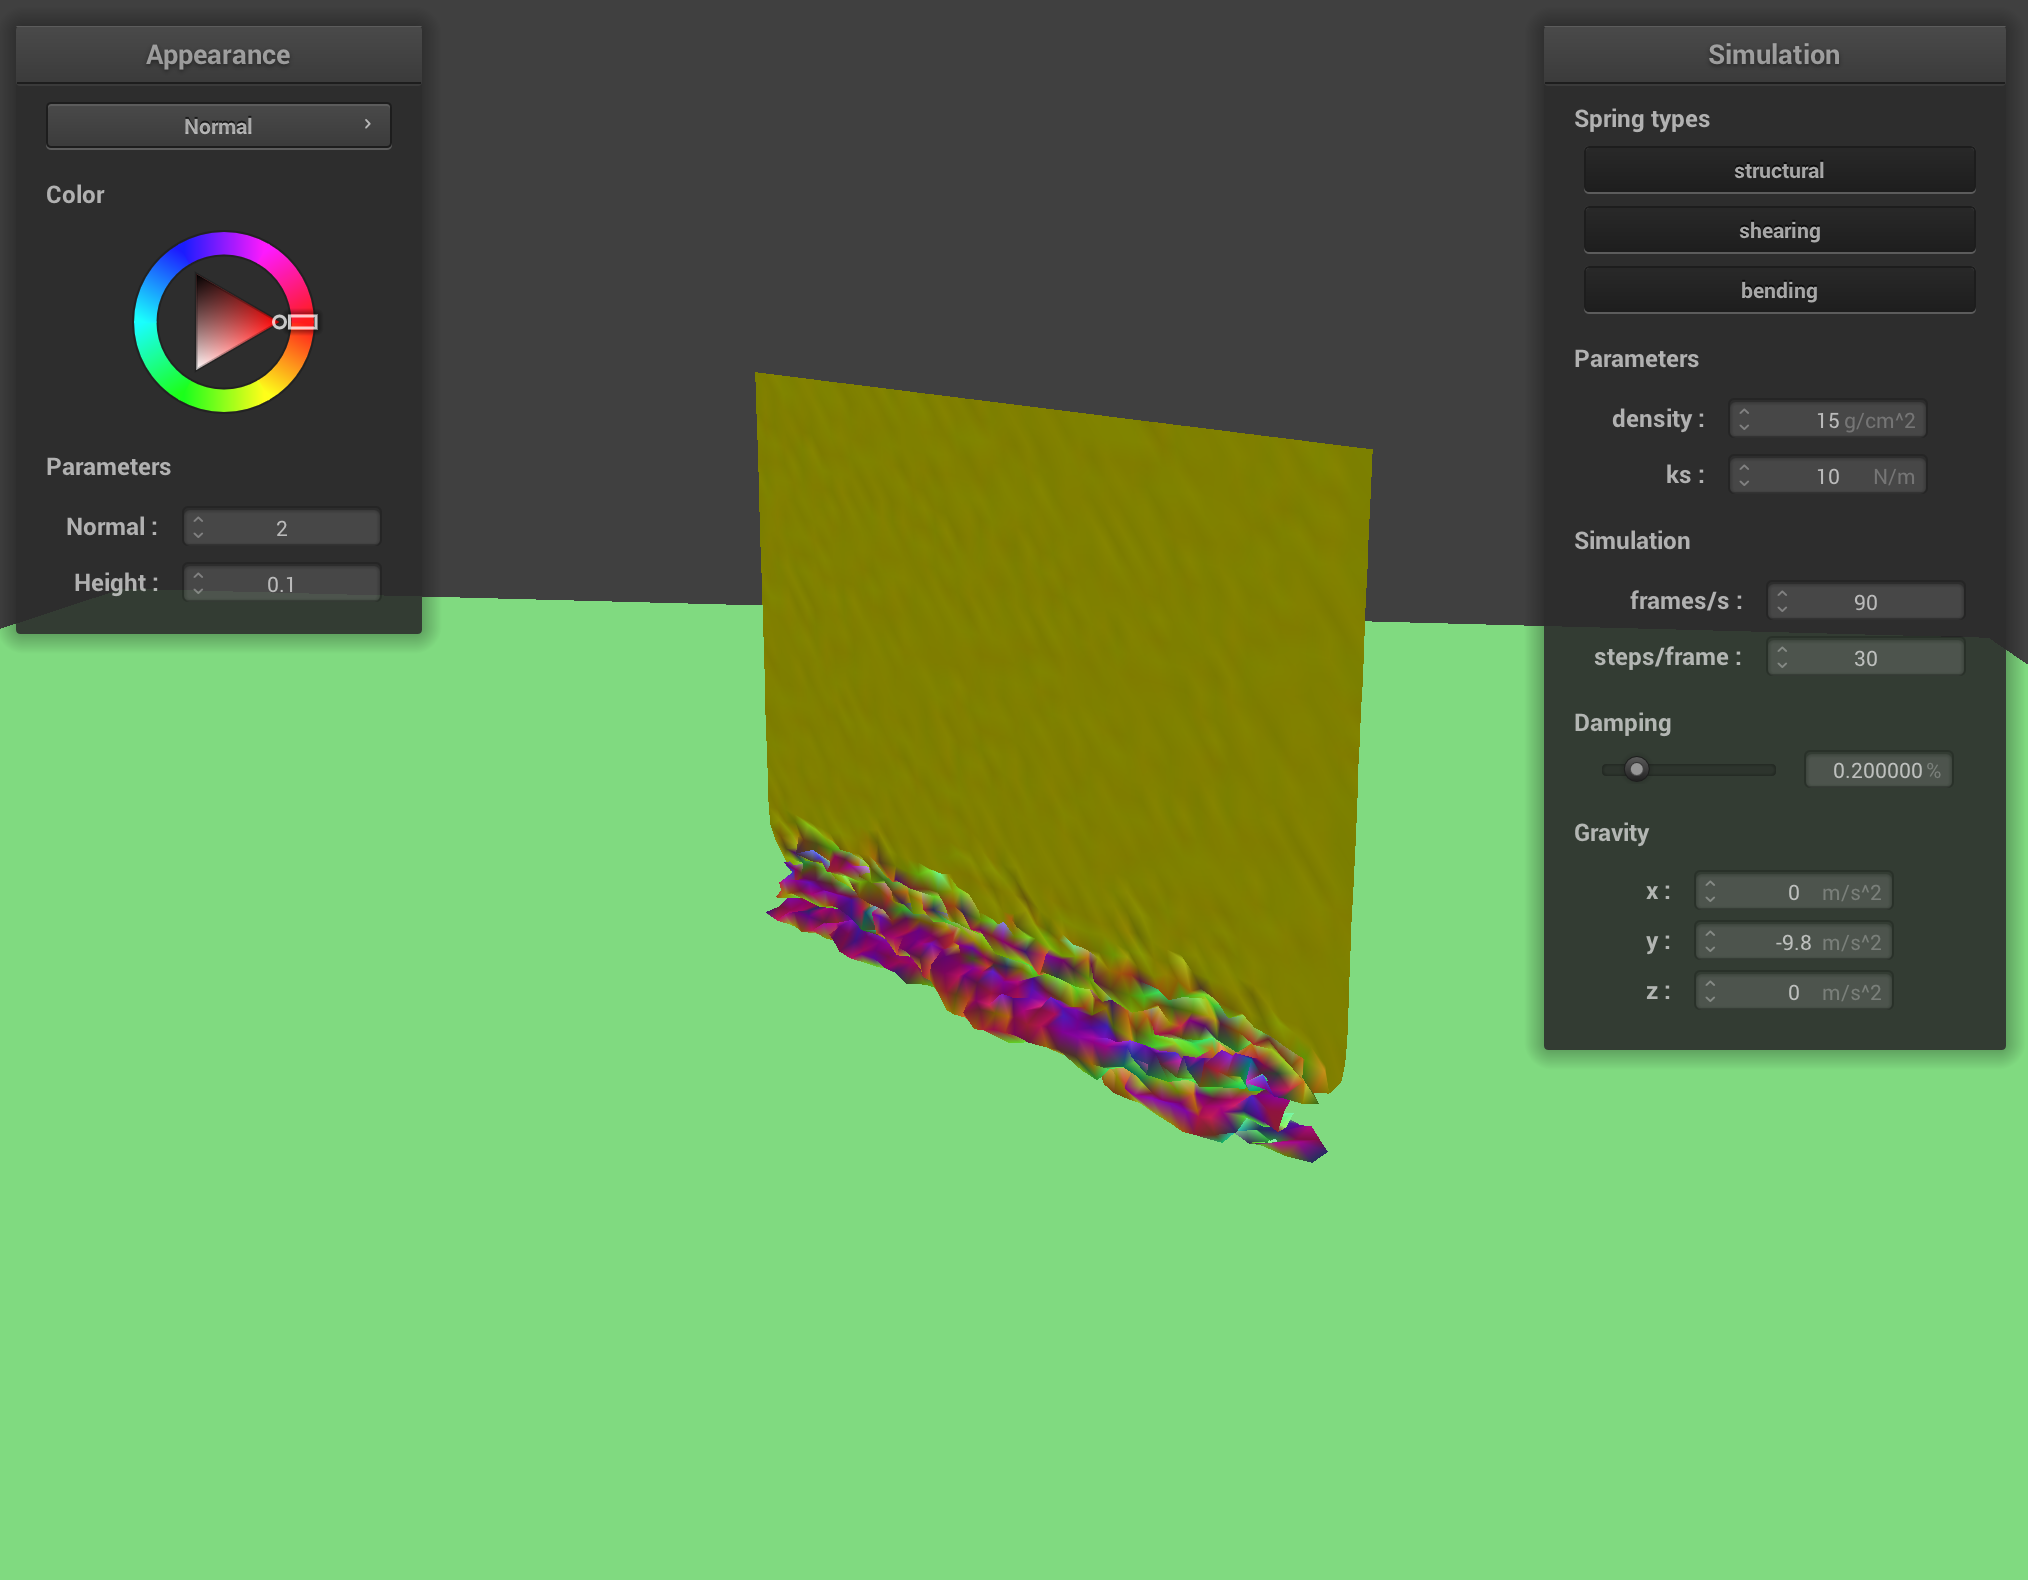 Appearance
Normal
Color
Parameters
Normal : 2
Height : 0.1
Simulation
Spring types
structural
shearing
bending
Parameters
density : 15 g/cm^2
ks : 10 N/m
Simulation
frames/s : 90
steps/frame : 30
Damping
0.200000 %
Gravity
x : 0 m/s^2
y : -9.8 m/s^2
z : 0 m/s^2